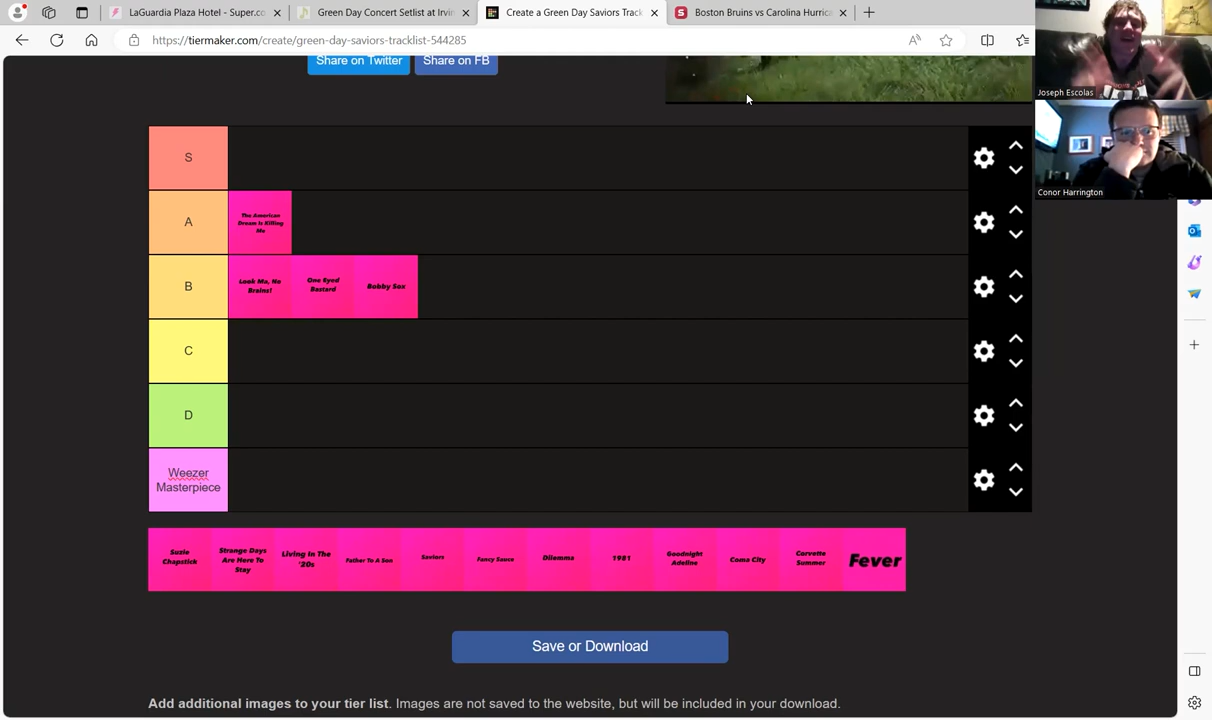 LaGuardia Plaza Hotel - Super.co
Green Day Concert Setlist at Irvin
Create a Green Day Saviors Track
Boston Bruins vs Carolina Hurrica
https://tiermaker.com/create/green-day-saviors-tracklist-544285
Share on Twitter
Share on FB
Joseph Escolas
Conor Harrington
S
A
The American
Dream Is Killing
Me
B
Look Ma, No
Brains!
One Eyed
Bastard
Bobby Sox
C
D
Weezer
Masterpiece
Suzie
Chapstick
Strange Days
Are Here To
Stay
Living In The
'20s
Father To A Son
Saviors
Fancy Sauce
Dilemma
1981
Goodnight
Adeline
Coma City
Corvette
Summer
Fever
Save or Download
Add additional images to your tier list. Images are not saved to the website, but will be included in your download.